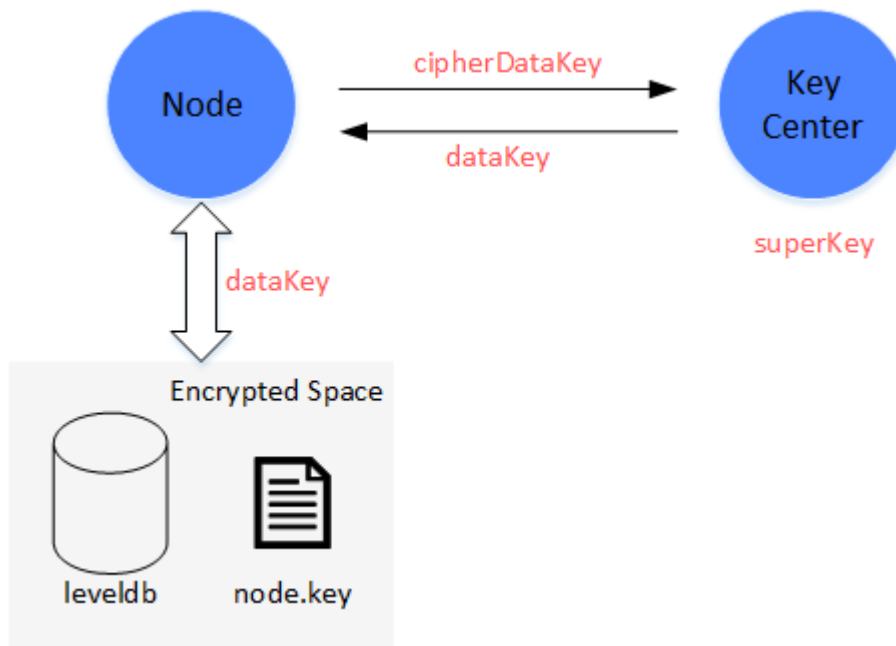 Node
cipherDataKey
dataKey
Key
Center
superKey
dataKey
Encrypted Space
leveldb
node.key